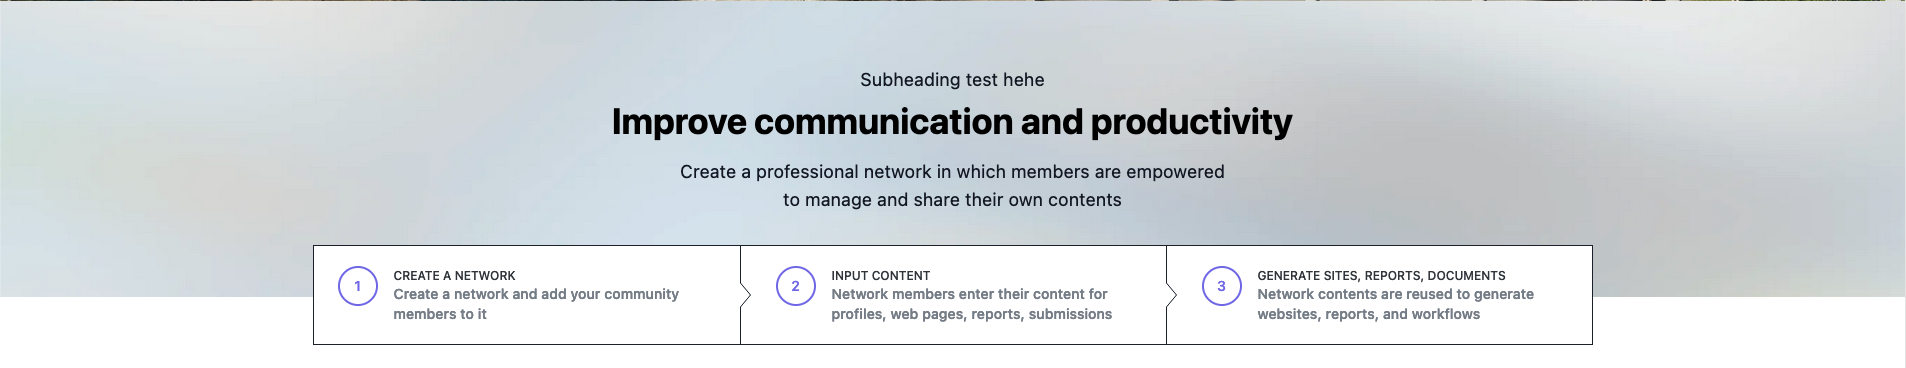 Subheading test hehe
Improve communication and productivity
Create a professional network in which members are empowered
to manage and share their own contents
1
CREATE A NETWORK
Create a network and add your community
members to it
2
INPUT CONTENT
Network members enter their content for
profiles, web pages, reports, submissions
3
GENERATE SITES, REPORTS, DOCUMENTS
Network contents are reused to generate
websites, reports, and workflows